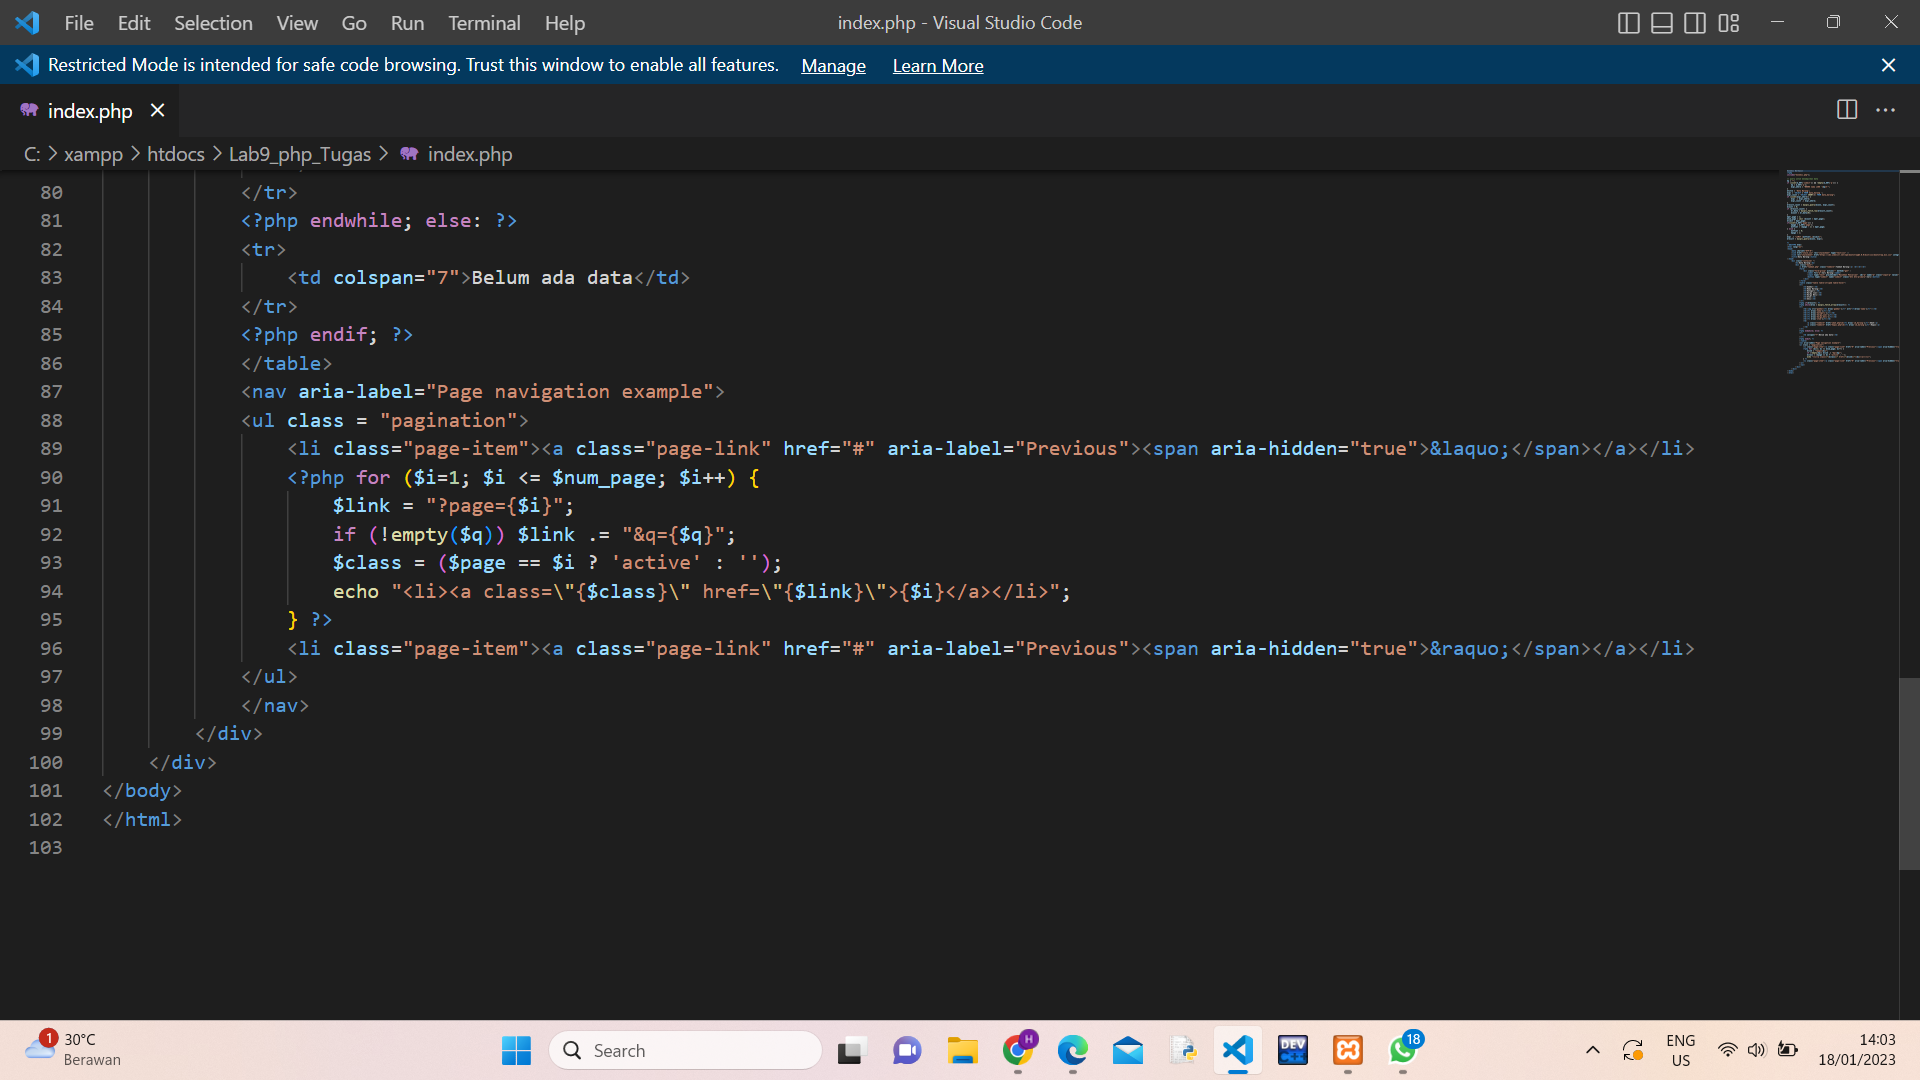 File Edit Selection View Go Run Terminal Help
index.php - Visual Studio Code
Restricted Mode is intended for safe code browsing. Trust this window to enable all features. Manage Learn More
index.php
C: > xampp > htdocs > Lab9_php_Tugas > index.php
80 </tr>
81 <?php endwhile; else: ?>
82 <tr>
83 <td colspan="7">Belum ada data</td>
84 </tr>
85 <?php endif; ?>
86 </table>
87 <nav aria-label="Page navigation example">
88 <ul class = "pagination">
89 <li class="page-item"><a class="page-link" href="#" aria-label="Previous"><span aria-hidden="true">&laquo;</span></a></li>
90 <?php for ($i=1; $i <= $num_page; $i++) {
91 $link = "?page={$i}";
92 if (!empty($q)) $link .= "&q={$q}";
93 $class = ($page == $i ? 'active' : '');
94 echo "<li><a class=\"{$class}\" href=\"{$link}\">{$i}</a></li>";
95 } ?>
96 <li class="page-item"><a class="page-link" href="#" aria-label="Previous"><span aria-hidden="true">&raquo;</span></a></li>
97 </ul>
98 </nav>
99 </div>
100 </div>
101 </body>
102 </html>
103
1
30°C
Berawan
Search
H
DEV
18
ENG
US
14:03
18/01/2023